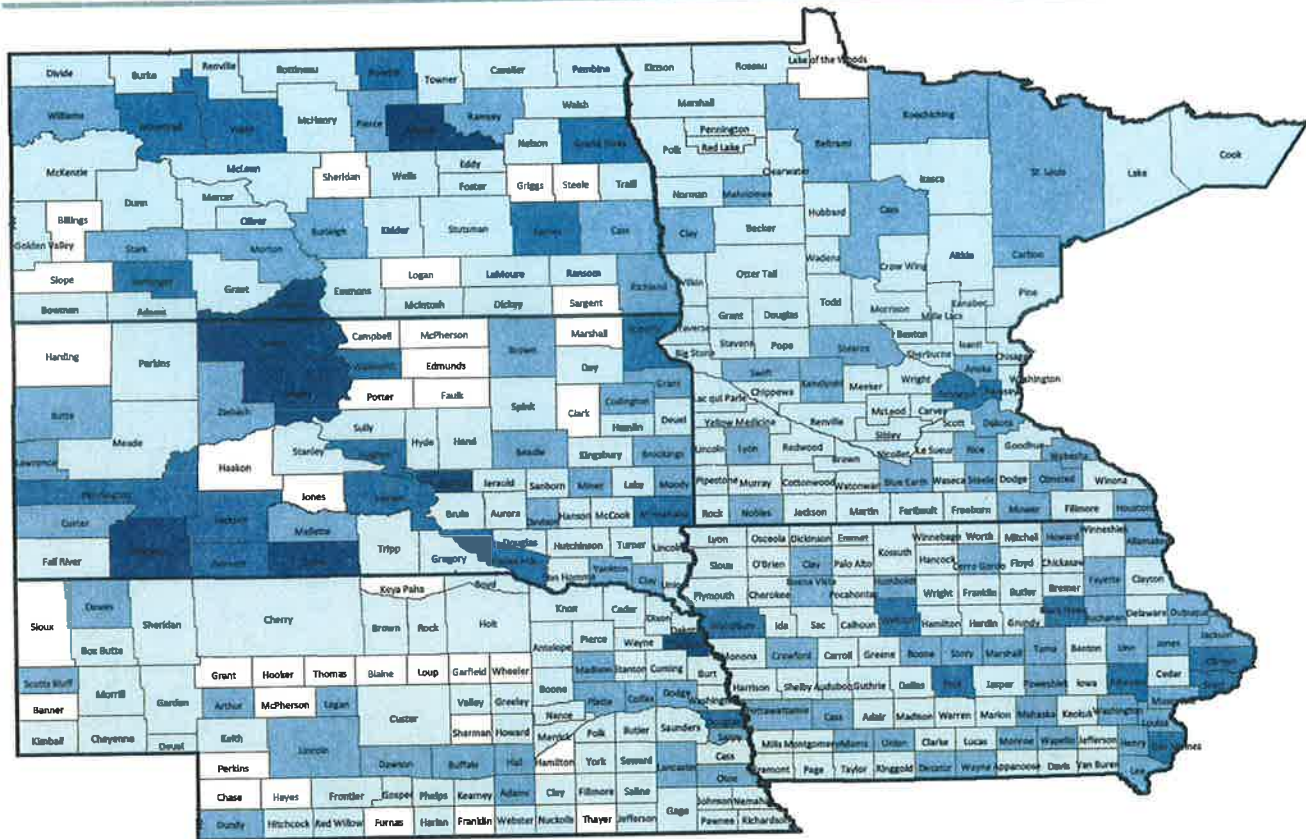 Divide
Burke
Renville
Bottineau
Towner
Cavalier
Pembina
Kittson
Roseau
Lake of the Woods
Williams
McHenry
Pierce
Ramsey
Walsh
Marshall
Koochiching
Pennington
Red Lake
Polk
Beltrami
Clearwater
Itasca
St. Louis
Lake
Cook
McKenzie
McLean
Sheridan
Wells
Eddy
Foster
Nelson
Grand Forks
Griggs
Steele
Traill
Norman
Mahnomen
Dunn
Mercer
Oliver
Billings
Golden Valley
Stark
Morton
Burleigh
Kidder
Stutsman
Barnes
Cass
Clay
Becker
Hubbard
Cass
Wadena
Crow Wing
Aitkin
Carlton
Slope
Hettinger
Grant
Emmons
Logan
LaMoure
Ransom
Richland
Wilkin
Otter Tail
Bowman
Adams
McIntosh
Dickey
Sargent
Grant
Douglas
Todd
Morrison
Mille Lacs
Kanabec
Pine
Harding
Perkins
Campbell
McPherson
Marshall
Traverse
Stevens
Pope
Stearns
Benton
Isanti
Sherburne
Chisago
Edmunds
Brown
Day
Big Stone
Swift
Kandiyohi
Meeker
Wright
Anoka
Washington
Butte
Ziebach
Potter
Faulk
Spink
Clark
Codington
Grant
Deuel
Hamlin
Lac qui Parle
Chippewa
McLeod
Carver
Scott
Dakota
Meade
Sully
Hyde
Hand
Yellow Medicine
Renville
Sibley
Lawrence
Haakon
Stanley
Beadle
Kingsbury
Brookings
Lincoln
Lyon
Redwood
Brown
Nicollet
Le Sueur
Rice
Goodhue
Wabasha
Pennington
Jones
Jerauld
Sanborn
Miner
Lake
Moody
Pipestone
Murray
Cottonwood
Watonwan
Blue Earth
Waseca
Steele
Dodge
Olmsted
Winona
Custer
Jackson
Mellette
Lyman
Brule
Aurora
Davison
Hanson
McCook
Minnehaha
Rock
Nobles
Jackson
Martin
Faribault
Freeborn
Mower
Fillmore
Houston
Fall River
Tripp
Gregory
Douglas
Hutchinson
Turner
Lincoln
Bon Homme
Yankton
Clay
Union
Lyon
Osceola
Dickinson
Emmet
Winnebago
Worth
Mitchell
Howard
Winneshiek
Allamakee
Kossuth
Hancock
Cerro Gordo
Floyd
Chickasaw
Sioux
O'Brien
Clay
Palo Alto
Fayette
Clayton
Plymouth
Cherokee
Buena Vista
Pocahontas
Humboldt
Wright
Franklin
Butler
Bremer
Woodbury
Ida
Sac
Calhoun
Webster
Hamilton
Hardin
Grundy
Black Hawk
Buchanan
Delaware
Dubuque
Sioux
Dawes
Sheridan
Cherry
Keya Paha
Boyd
Knox
Cedar
Dixon
Dakota
Box Butte
Brown
Rock
Holt
Antelope
Pierce
Wayne
Monona
Crawford
Carroll
Greene
Boone
Story
Marshall
Tama
Benton
Linn
Jones
Jackson
Clinton
Scotts Bluff
Morrill
Garden
Grant
Hooker
Thomas
Blaine
Loup
Garfield
Wheeler
Boone
Madison
Stanton
Cuming
Burt
Harrison
Shelby
Audubon
Guthrie
Dallas
Polk
Jasper
Poweshiek
Iowa
Johnson
Cedar
Banner
Arthur
McPherson
Logan
Custer
Valley
Greeley
Nance
Platte
Colfax
Dodge
Washington
Pottawattamie
Cass
Adair
Madison
Warren
Marion
Mahaska
Keokuk
Washington
Louisa
Kimball
Cheyenne
Deuel
Keith
Lincoln
Sherman
Howard
Merrick
Polk
Butler
Saunders
Sarpy
Mills
Montgomery
Adams
Union
Clarke
Lucas
Monroe
Wapello
Jefferson
Henry
Des Moines
Perkins
Dawson
Buffalo
Hall
Hamilton
York
Seward
Lancaster
Cass
Otoe
Fremont
Page
Taylor
Ringgold
Decatur
Wayne
Appanoose
Davis
Van Buren
Lee
Chase
Hayes
Frontier
Gosper
Phelps
Kearney
Adams
Clay
Fillmore
Saline
Gage
Johnson
Nemaha
Dundy
Hitchcock
Red Willow
Furnas
Harlan
Franklin
Webster
Nuckolls
Thayer
Jefferson
Pawnee
Richardson